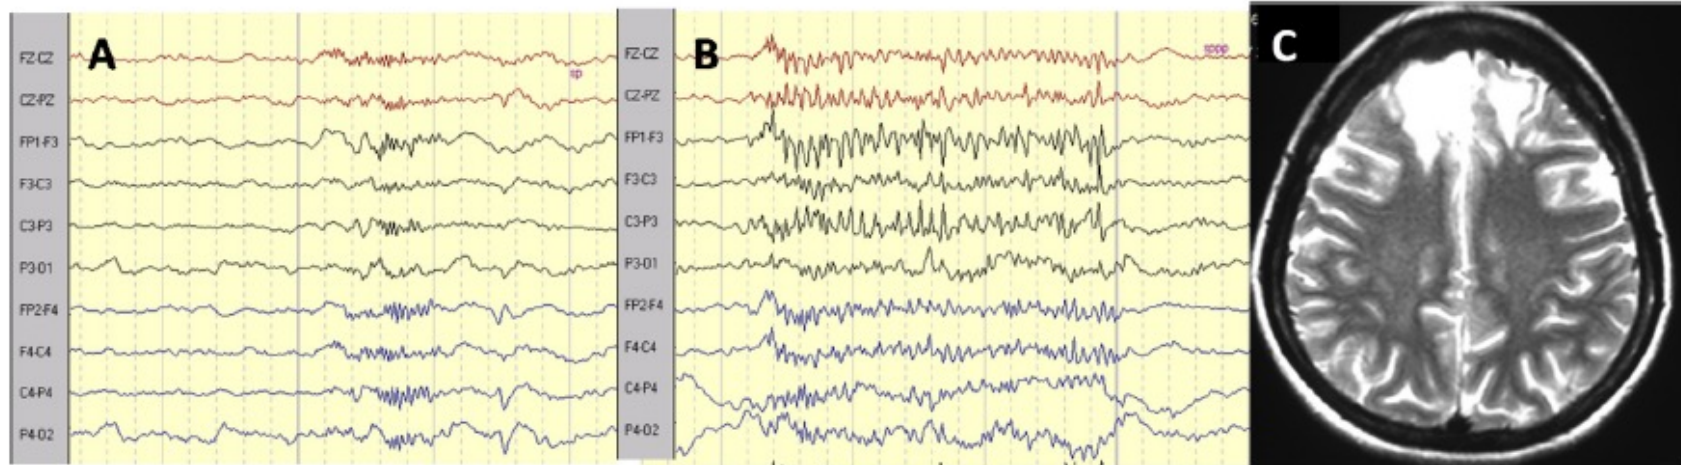 A
FZ-CZ
sp
CZ-PZ
FP1-F3
F3-C3
C3-P3
P3-O1
FP2-F4
F4-C4
C4-P4
P4-O2
B
FZ-CZ
sppp
CZ-PZ
FP1-F3
F3-C3
C3-P3
P3-O1
FP2-F4
F4-C4
C4-P4
P4-O2
C